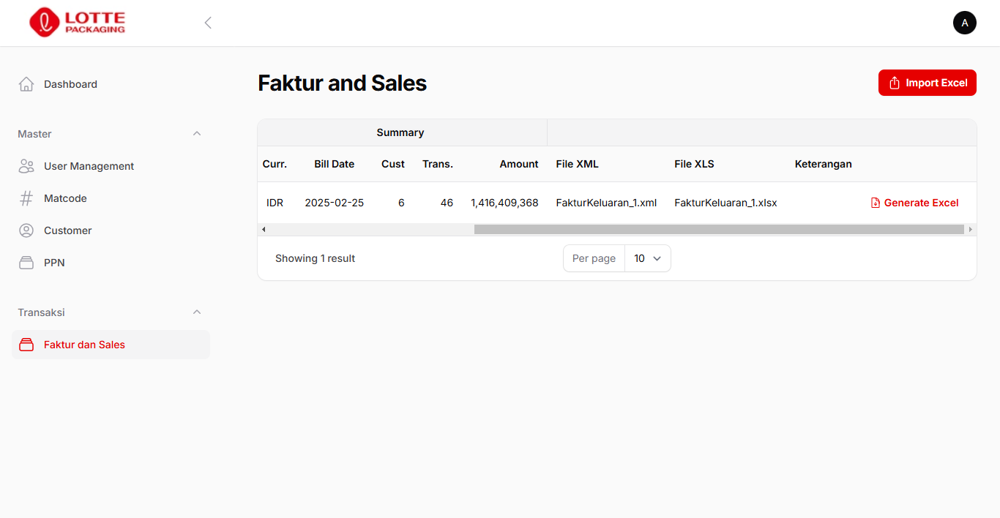 LOTTE
PACKAGING
A
Dashboard
Master
User Management
Matcode
Customer
PPN
Transaksi
Faktur dan Sales
Faktur and Sales
Import Excel
Summary
Curr. Bill Date Cust Trans. Amount File XML File XLS Keterangan
IDR 2025-02-25 6 46 1,416,409,368 FakturKeluaran_1.xml FakturKeluaran_1.xlsx Generate Excel
Showing 1 result
Per page 10